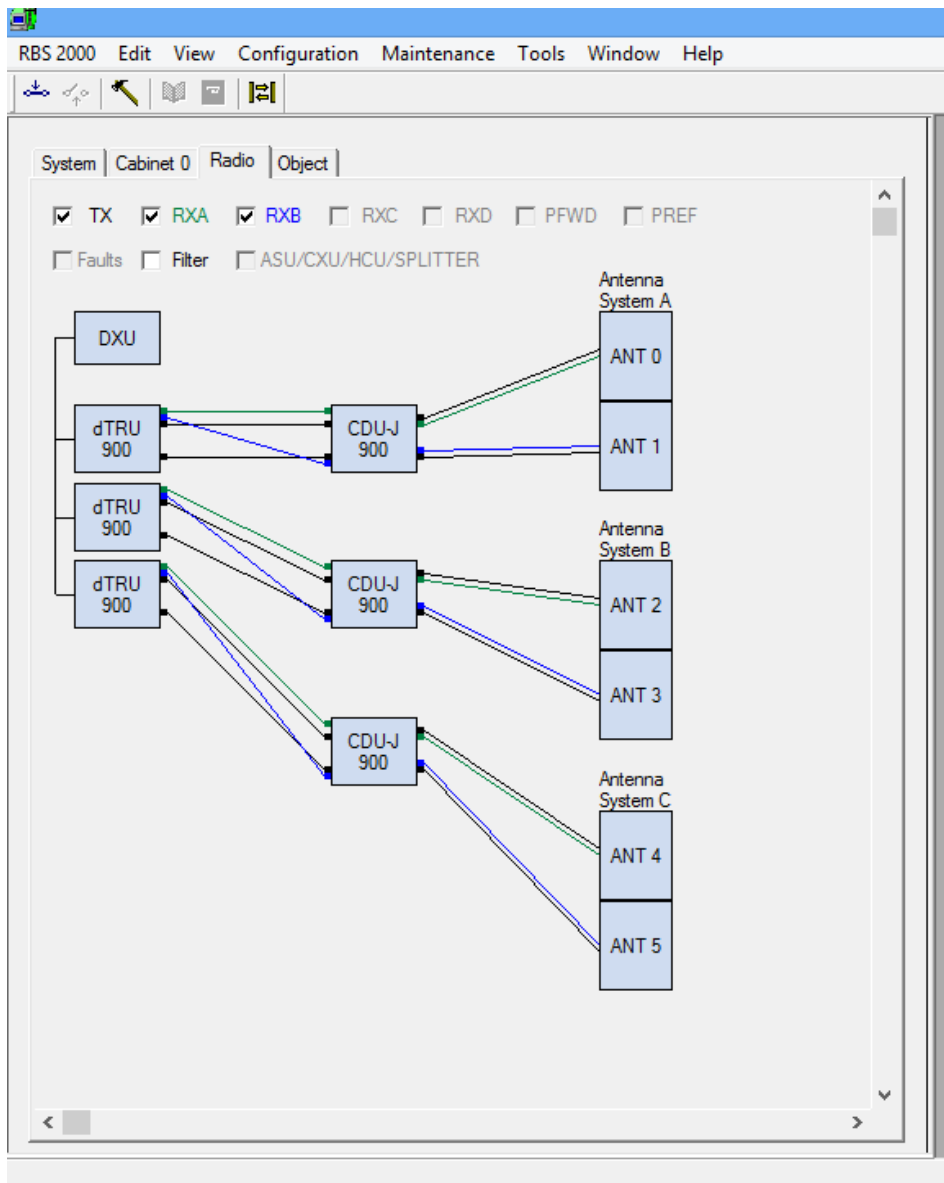 RBS 2000 Edit View Configuration Maintenance Tools Window Help
System Cabinet 0 Radio Object
TX RXA RXB RXC RXD PFWD PREF
Faults Filter ASU/CXU/HCU/SPLITTER
Antenna
System A
DXU
ANT 0
dTRU
900
CDU-J
900
ANT 1
dTRU
900
Antenna
System B
dTRU
900
CDU-J
900
ANT 2
ANT 3
CDU-J
900
Antenna
System C
ANT 4
ANT 5